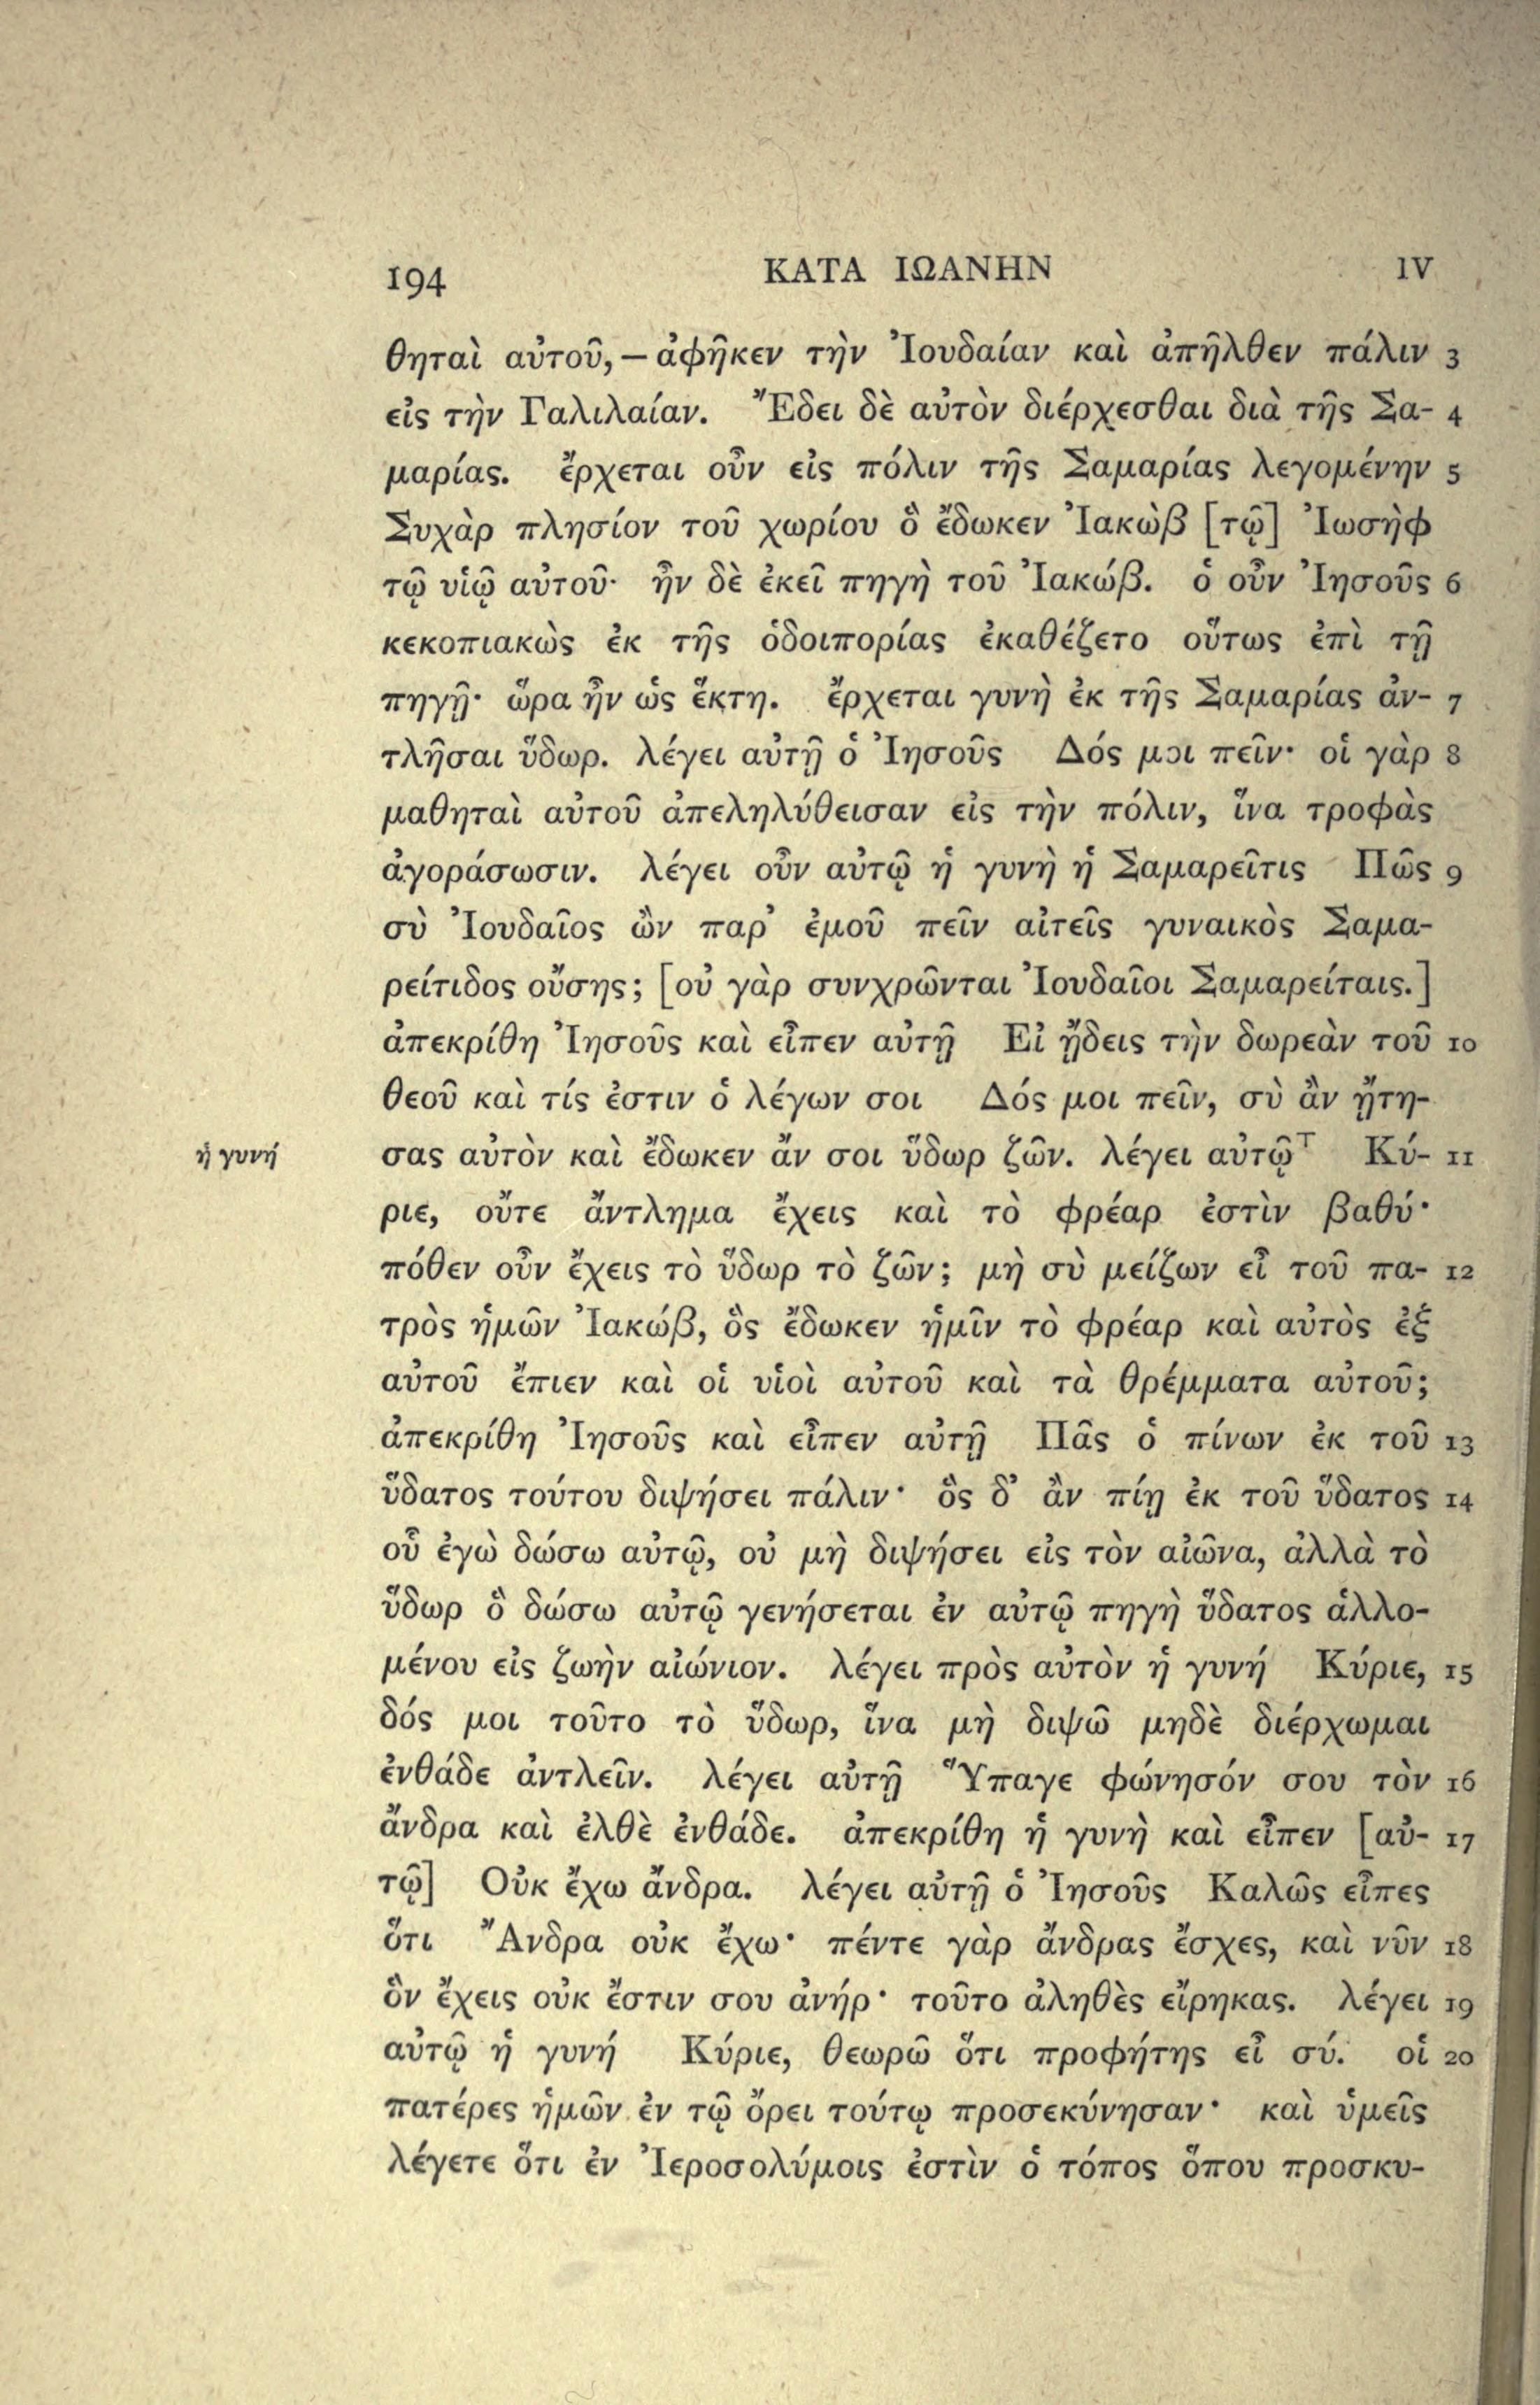 194 ΚΑΤΑ ΙΩΑΝΗΝ IV
θηταὶ αὐτοῦ,—ἀφῆκεν τὴν Ἰουδαίαν καὶ ἀπῆλθεν πάλιν 3
εἰς τὴν Γαλιλαίαν. Ἔδει δὲ αὐτὸν διέρχεσθαι διὰ τῆς Σα- 4
μαρίας. ἔρχεται οὖν εἰς πόλιν τῆς Σαμαρίας λεγομένην 5
Συχὰρ πλησίον τοῦ χωρίου ὃ ἔδωκεν Ἰακὼβ [τῷ] Ἰωσὴφ
τῷ υἱῷ αὐτοῦ· ἦν δὲ ἐκεῖ πηγὴ τοῦ Ἰακώβ. ὁ οὖν Ἰησοῦς 6
κεκοπιακὼς ἐκ τῆς ὁδοιπορίας ἐκαθέζετο οὕτως ἐπὶ τῇ
πηγῇ· ὥρα ἦν ὡς ἕκτη. ἔρχεται γυνὴ ἐκ τῆς Σαμαρίας ἀν- 7
τλῆσαι ὕδωρ. λέγει αὐτῇ ὁ Ἰησοῦς Δός μοι πεῖν· οἱ γὰρ 8
μαθηταὶ αὐτοῦ ἀπεληλύθεισαν εἰς τὴν πόλιν, ἵνα τροφὰς
ἀγοράσωσιν. λέγει οὖν αὐτῷ ἡ γυνὴ ἡ Σαμαρεῖτις Πῶς 9
σὺ Ἰουδαῖος ὢν παρ᾽ ἐμοῦ πεῖν αἰτεῖς γυναικὸς Σαμα-
ρείτιδος οὔσης; [οὐ γὰρ συνχρῶνται Ἰουδαῖοι Σαμαρείταις.]
ἀπεκρίθη Ἰησοῦς καὶ εἶπεν αὐτῇ Εἰ ᾔδεις τὴν δωρεὰν τοῦ 10
θεοῦ καὶ τίς ἐστιν ὁ λέγων σοι Δός μοι πεῖν, σὺ ἂν ᾔτη-
ἡ γυνή
σας αὐτὸν καὶ ἔδωκεν ἄν σοι ὕδωρ ζῶν. λέγει αὐτῷ⊤ Κύ- 11
ριε, οὔτε ἄντλημα ἔχεις καὶ τὸ φρέαρ ἐστὶν βαθύ·
πόθεν οὖν ἔχεις τὸ ὕδωρ τὸ ζῶν; μὴ σὺ μείζων εἶ τοῦ πα- 12
τρὸς ἡμῶν Ἰακώβ, ὃς ἔδωκεν ἡμῖν τὸ φρέαρ καὶ αὐτὸς ἐξ
αὐτοῦ ἔπιεν καὶ οἱ υἱοὶ αὐτοῦ καὶ τὰ θρέμματα αὐτοῦ;
ἀπεκρίθη Ἰησοῦς καὶ εἶπεν αὐτῇ Πᾶς ὁ πίνων ἐκ τοῦ 13
ὕδατος τούτου διψήσει πάλιν· ὃς δ᾽ ἂν πίῃ ἐκ τοῦ ὕδατος 14
οὗ ἐγὼ δώσω αὐτῷ, οὐ μὴ διψήσει εἰς τὸν αἰῶνα, ἀλλὰ τὸ
ὕδωρ ὃ δώσω αὐτῷ γενήσεται ἐν αὐτῷ πηγὴ ὕδατος ἁλλο-
μένου εἰς ζωὴν αἰώνιον. λέγει πρὸς αὐτὸν ἡ γυνή Κύριε, 15
δός μοι τοῦτο τὸ ὕδωρ, ἵνα μὴ διψῶ μηδὲ διέρχωμαι
ἐνθάδε ἀντλεῖν. λέγει αὐτῇ Ὕπαγε φώνησόν σου τὸν 16
ἄνδρα καὶ ἐλθὲ ἐνθάδε. ἀπεκρίθη ἡ γυνὴ καὶ εἶπεν [αὐ- 17
τῷ] Οὐκ ἔχω ἄνδρα. λέγει αὐτῇ ὁ Ἰησοῦς Καλῶς εἶπες
ὅτι Ἄνδρα οὐκ ἔχω· πέντε γὰρ ἄνδρας ἔσχες, καὶ νῦν 18
ὃν ἔχεις οὐκ ἔστιν σου ἀνήρ· τοῦτο ἀληθὲς εἴρηκας. λέγει 19
αὐτῷ ἡ γυνή Κύριε, θεωρῶ ὅτι προφήτης εἶ σύ. οἱ 20
πατέρες ἡμῶν ἐν τῷ ὄρει τούτῳ προσεκύνησαν· καὶ ὑμεῖς
λέγετε ὅτι ἐν Ἰεροσολύμοις ἐστὶν ὁ τόπος ὅπου προσκυ-